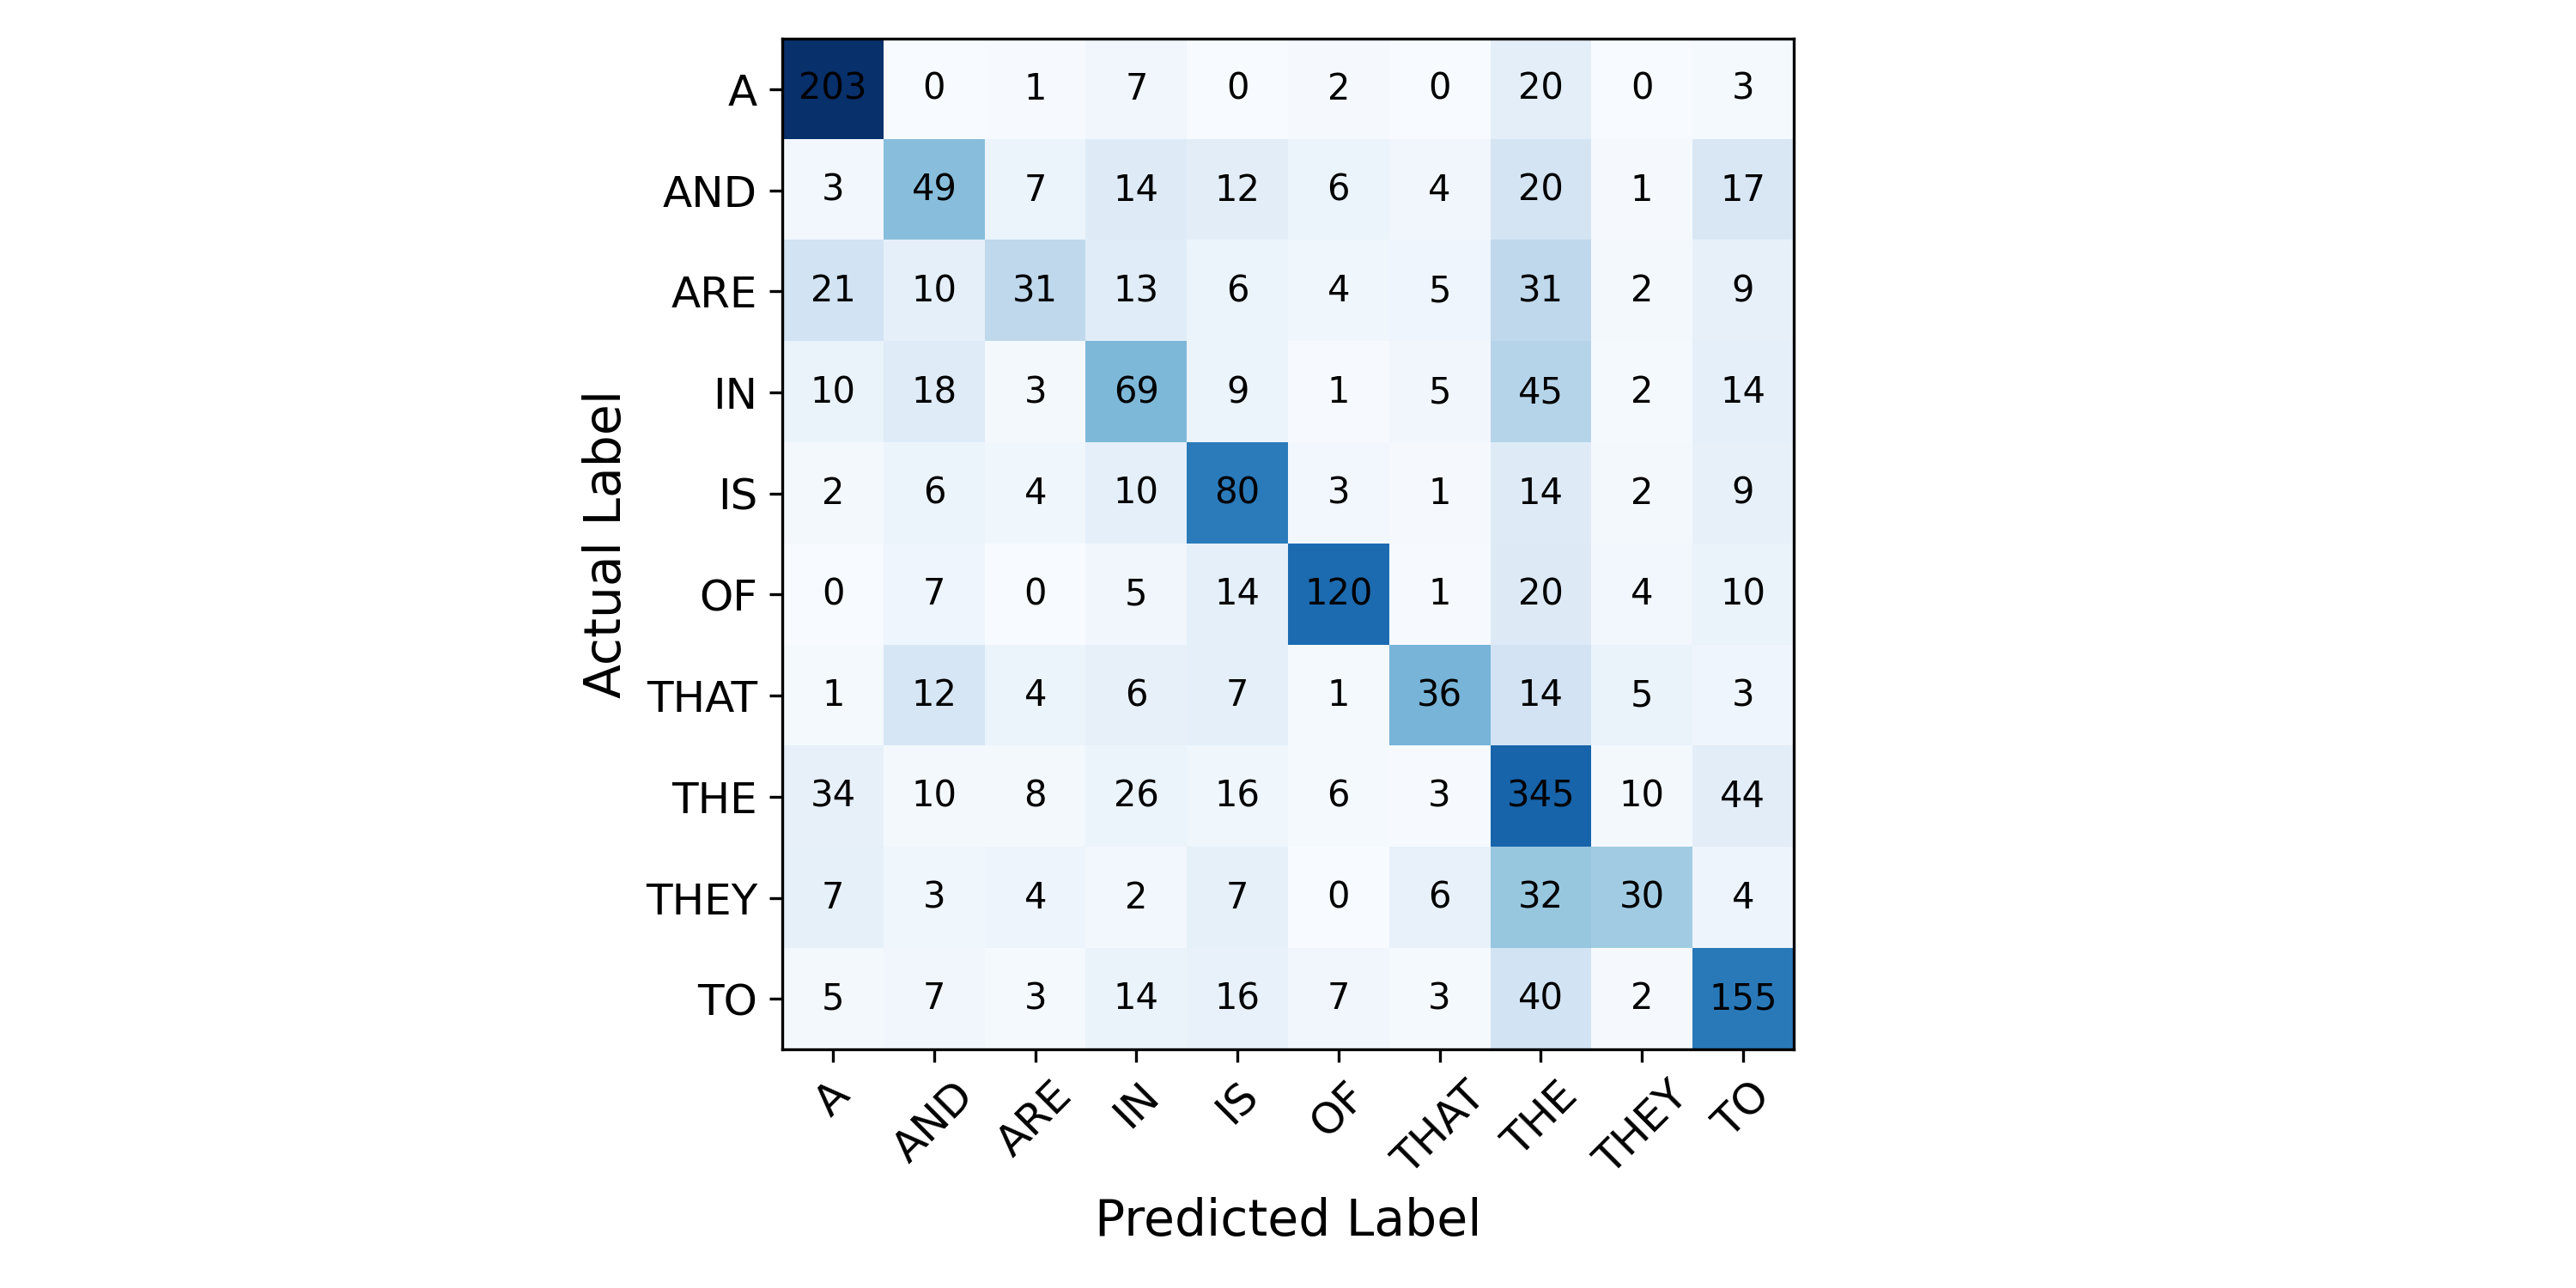 A 203 0 1 7 0 2 0 20 0 3
AND 3 49 7 14 12 6 4 20 1 17
ARE 21 10 31 13 6 4 5 31 2 9
IN 10 18 3 69 9 1 5 45 2 14
IS 2 6 4 10 80 3 1 14 2 9
OF 0 7 0 5 14 120 1 20 4 10
THAT 1 12 4 6 7 1 36 14 5 3
THE 34 10 8 26 16 6 3 345 10 44
THEY 7 3 4 2 7 0 6 32 30 4
TO 5 7 3 14 16 7 3 40 2 155
Actual Label
A AND ARE IN IS OF THAT THE THEY TO
Predicted Label